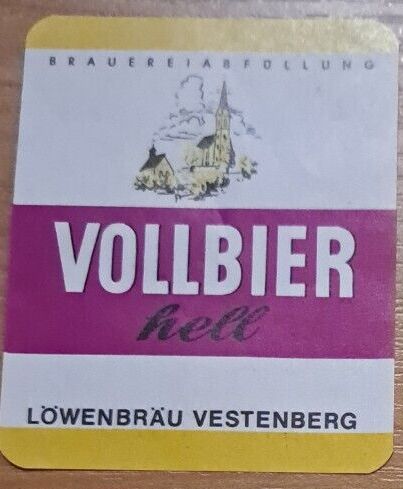 BRAUEREIABFÜLLUNG
VOLLBIER
hell
LÖWENBRÄU VESTENBERG